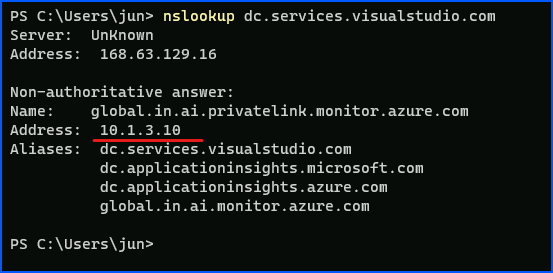 PS C:\Users\jun> nslookup dc.services.visualstudio.com
Server:  UnKnown
Address:  168.63.129.16

Non-authoritative answer:
Name:    global.in.ai.privatelink.monitor.azure.com
Address:  10.1.3.10
Aliases:  dc.services.visualstudio.com
          dc.applicationinsights.microsoft.com
          dc.applicationinsights.azure.com
          global.in.ai.monitor.azure.com

PS C:\Users\jun>